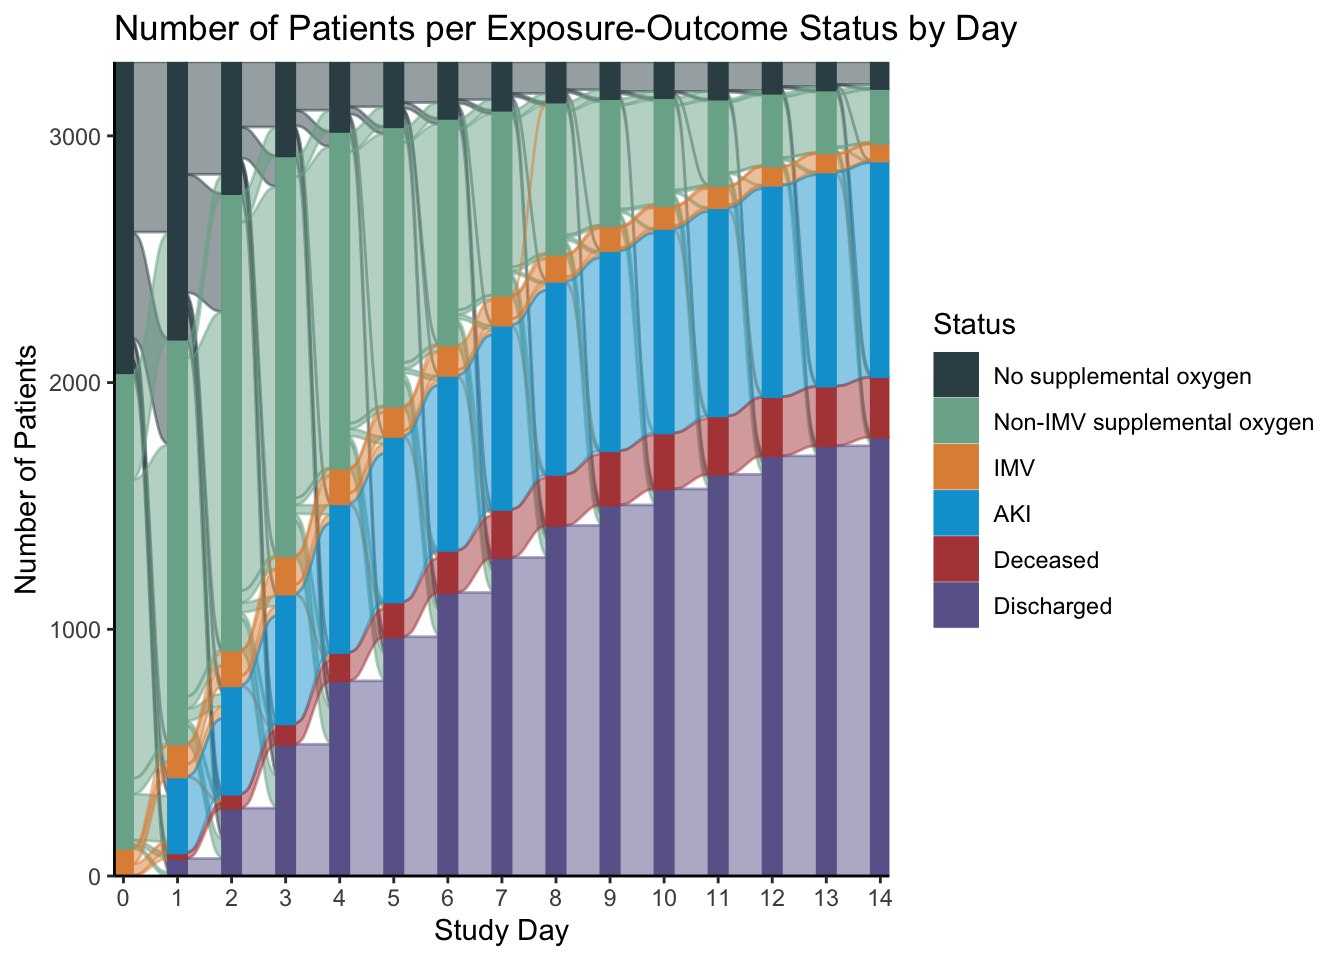 Number of Patients per Exposure-Outcome Status by Day
Number of Patients
3000
2000
1000
0
0 1 2 3 4 5 6 7 8 9 10 11 12 13 14
Study Day
Status
No supplemental oxygen
Non-IMV supplemental oxygen
IMV
AKI
Deceased
Discharged